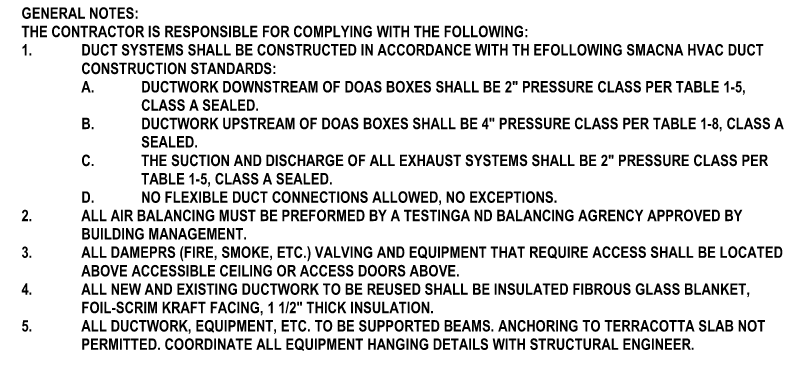 GENERAL NOTES:
THE CONTRACTOR IS RESPONSIBLE FOR COMPLYING WITH THE FOLLOWING:
1. DUCT SYSTEMS SHALL BE CONSTRUCTED IN ACCORDANCE WITH TH EFOLLOWING SMACNA HVAC DUCT
CONSTRUCTION STANDARDS:
A. DUCTWORK DOWNSTREAM OF DOAS BOXES SHALL BE 2" PRESSURE CLASS PER TABLE 1-5,
CLASS A SEALED.
B. DUCTWORK UPSTREAM OF DOAS BOXES SHALL BE 4" PRESSURE CLASS PER TABLE 1-8, CLASS A
SEALED.
C. THE SUCTION AND DISCHARGE OF ALL EXHAUST SYSTEMS SHALL BE 2" PRESSURE CLASS PER
TABLE 1-5, CLASS A SEALED.
D. NO FLEXIBLE DUCT CONNECTIONS ALLOWED, NO EXCEPTIONS.
2. ALL AIR BALANCING MUST BE PREFORMED BY A TESTINGA ND BALANCING AGRENCY APPROVED BY
BUILDING MANAGEMENT.
3. ALL DAMEPRS (FIRE, SMOKE, ETC.) VALVING AND EQUIPMENT THAT REQUIRE ACCESS SHALL BE LOCATED
ABOVE ACCESSIBLE CEILING OR ACCESS DOORS ABOVE.
4. ALL NEW AND EXISTING DUCTWORK TO BE REUSED SHALL BE INSULATED FIBROUS GLASS BLANKET,
FOIL-SCRIM KRAFT FACING, 1 1/2" THICK INSULATION.
5. ALL DUCTWORK, EQUIPMENT, ETC. TO BE SUPPORTED BEAMS. ANCHORING TO TERRACOTTA SLAB NOT
PERMITTED. COORDINATE ALL EQUIPMENT HANGING DETAILS WITH STRUCTURAL ENGINEER.